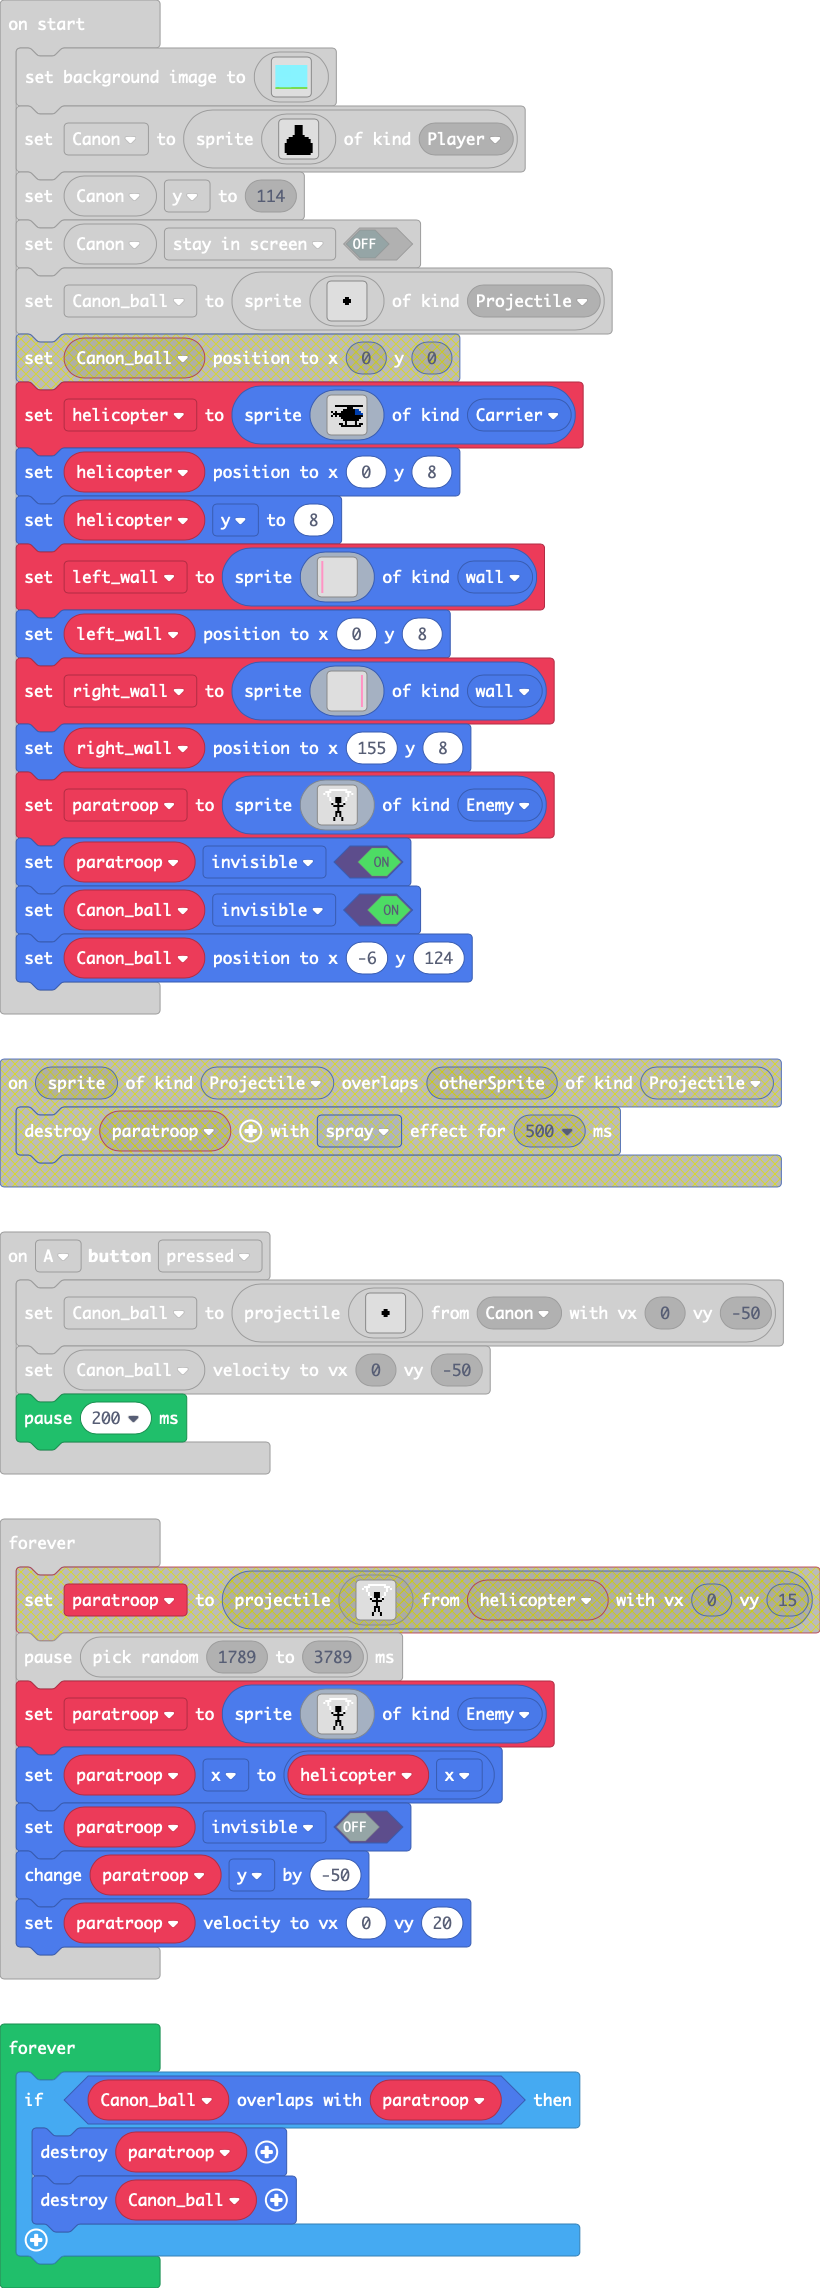 on start
set background image to
set Canon to sprite of kind Player
set Canon y to 114
set Canon stay in screen OFF
set Canon_ball to sprite of kind Projectile
set Canon_ball position to x 0 y 0
set helicopter to sprite of kind Carrier
set helicopter position to x 0 y 8
set helicopter y to 8
set left_wall to sprite of kind wall
set left_wall position to x 0 y 8
set right_wall to sprite of kind wall
set right_wall position to x 155 y 8
set paratroop to sprite of kind Enemy
set paratroop invisible ON
set Canon_ball invisible ON
set Canon_ball position to x -6 y 124
on sprite of kind Projectile overlaps otherSprite of kind Projectile
destroy paratroop with spray effect for 500 ms
on A button pressed
set Canon_ball to projectile from Canon with vx 0 vy -50
set Canon_ball velocity to vx 0 vy -50
pause 200 ms
forever
set paratroop to projectile from helicopter with vx 0 vy 15
pause pick random 1789 to 3789 ms
set paratroop to sprite of kind Enemy
set paratroop x to helicopter x
set paratroop invisible OFF
change paratroop y by -50
set paratroop velocity to vx 0 vy 20
forever
if Canon_ball overlaps with paratroop then
destroy paratroop
destroy Canon_ball